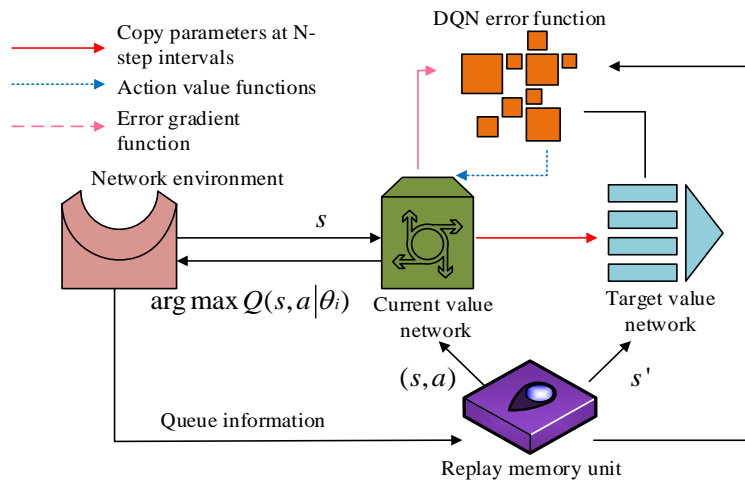 Copy parameters at N-
step intervals
Action value functions
Error gradient
function
DQN error function
Network environment
s
arg max Q(s,a|θi)
Current value
network
Target value
network
(s,a)
s'
Queue information
Replay memory unit